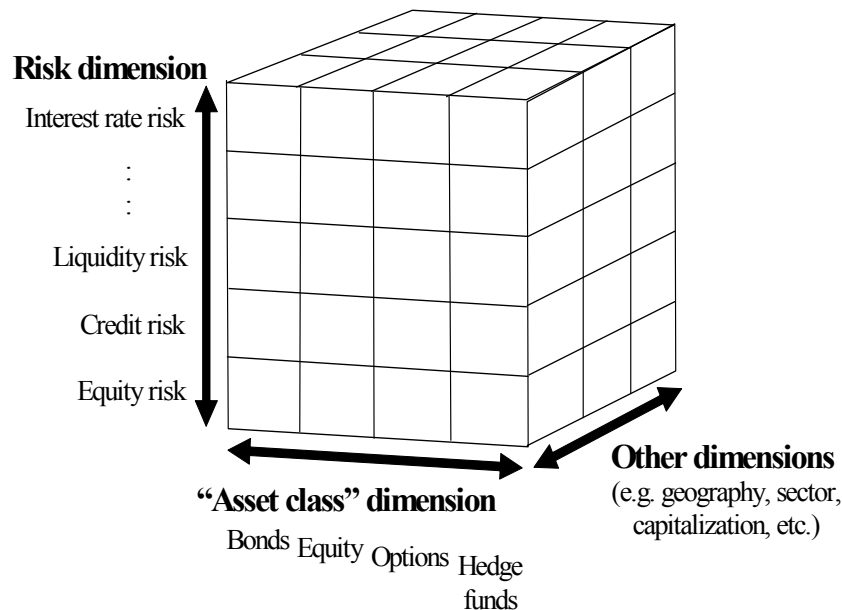 Risk dimension
Interest rate risk
.
.
.
.
Liquidity risk
Credit risk
Equity risk
Other dimensions
(e.g. geography, sector,
capitalization, etc.)
“Asset class” dimension
Bonds Equity Options Hedge
funds